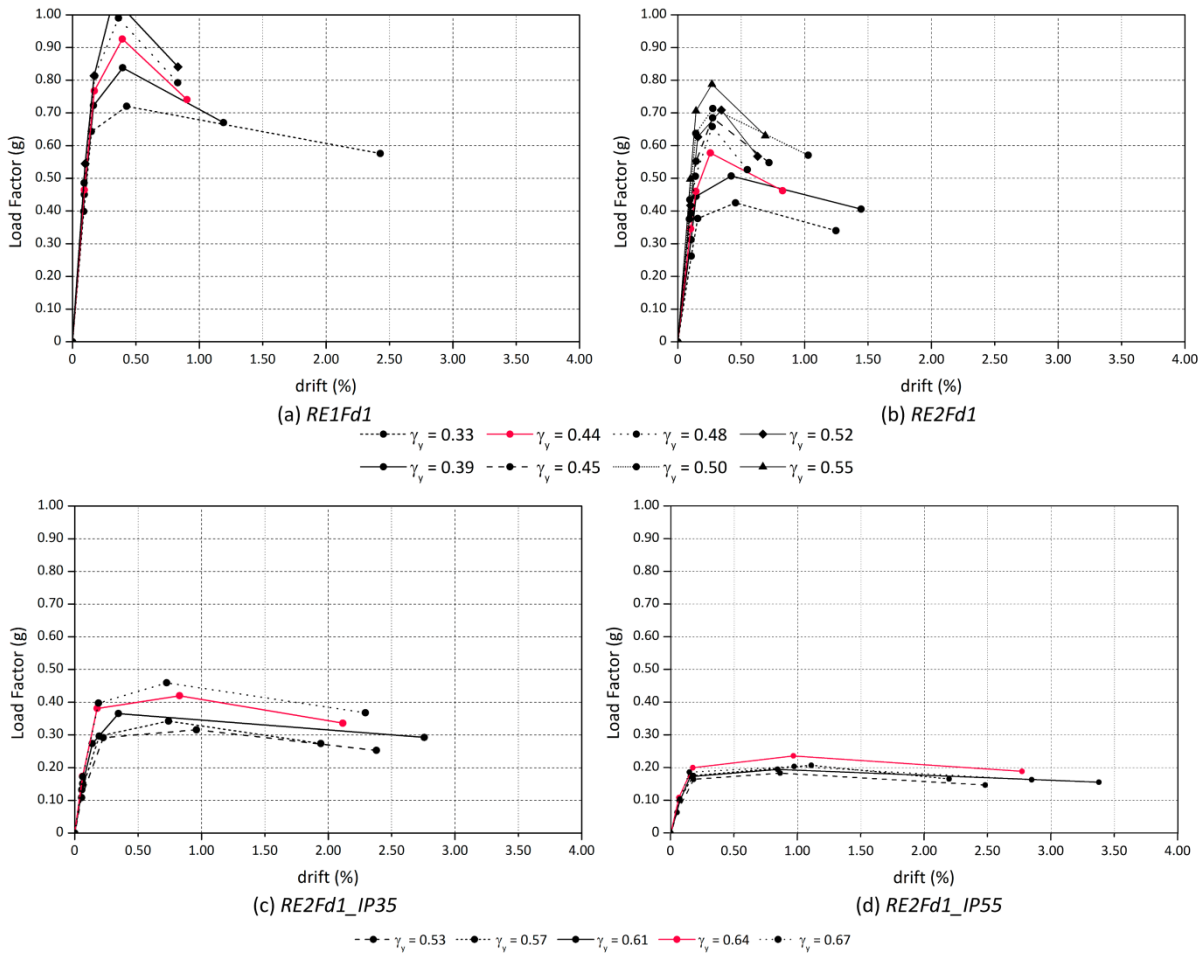 1.00
0.90
0.80
0.70
0.60
0.50
0.40
0.30
0.20
0.10
0
Load Factor (g)
0 0.50 1.00 1.50 2.00 2.50 3.00 3.50 4.00
drift (%)
(a) RE1Fd1
1.00
0.90
0.80
0.70
0.60
0.50
0.40
0.30
0.20
0.10
0
Load Factor (g)
0 0.50 1.00 1.50 2.00 2.50 3.00 3.50 4.00
drift (%)
(b) RE2Fd1
γy = 0.33 γy = 0.44 γy = 0.48 γy = 0.52
γy = 0.39 γy = 0.45 γy = 0.50 γy = 0.55
1.00
0.90
0.80
0.70
0.60
0.50
0.40
0.30
0.20
0.10
0
Load Factor (g)
0 0.50 1.00 1.50 2.00 2.50 3.00 3.50 4.00
drift (%)
(c) RE2Fd1_IP35
1.00
0.90
0.80
0.70
0.60
0.50
0.40
0.30
0.20
0.10
0
Load Factor (g)
0 0.50 1.00 1.50 2.00 2.50 3.00 3.50 4.00
drift (%)
(d) RE2Fd1_IP55
γy = 0.53 γy = 0.57 γy = 0.61 γy = 0.64 γy = 0.67